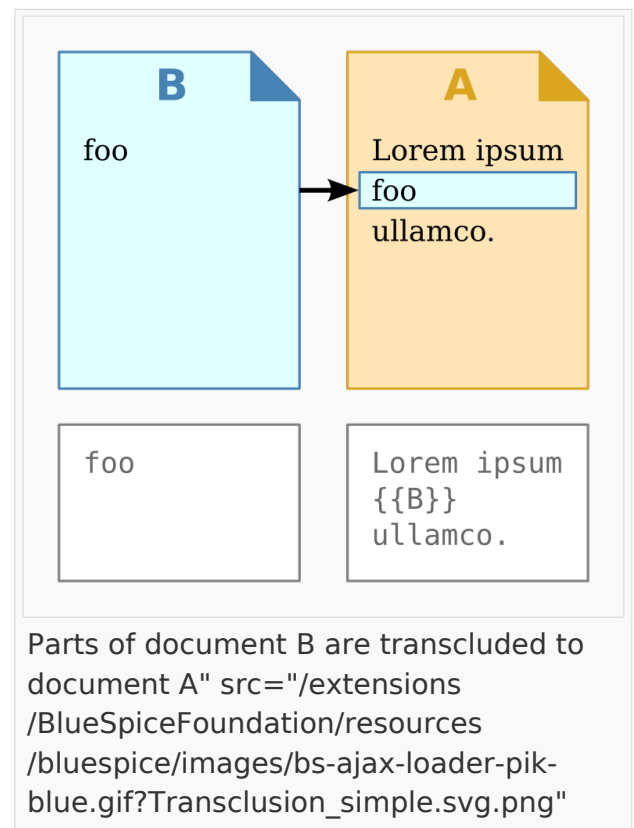 B
foo
A
Lorem ipsum
foo
ullamco.
foo
Lorem ipsum
{{B}}
ullamco.
Parts of document B are transcluded to
document A" src="/extensions
/BlueSpiceFoundation/resources
/bluespice/images/bs-ajax-loader-pik-
blue.gif?Transclusion_simple.svg.png"